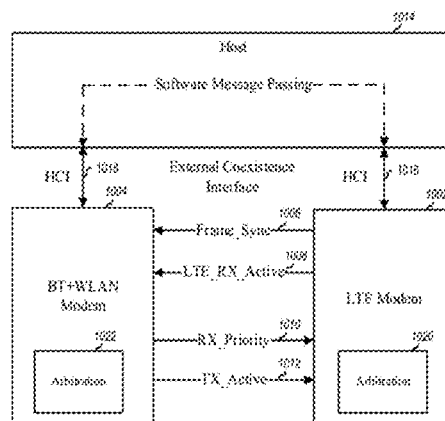 1014
Host
Software Message Passing
HCI
1016
External Coexistence
Interface
HCI
1018
1004
1002
Frame_Sync
1006
LTE_RX_Active
1008
BT+WLAN
Modem
LTE Modem
RX_Priority
1010
TX_Active
1012
1022
Arbitration
1020
Arbitration